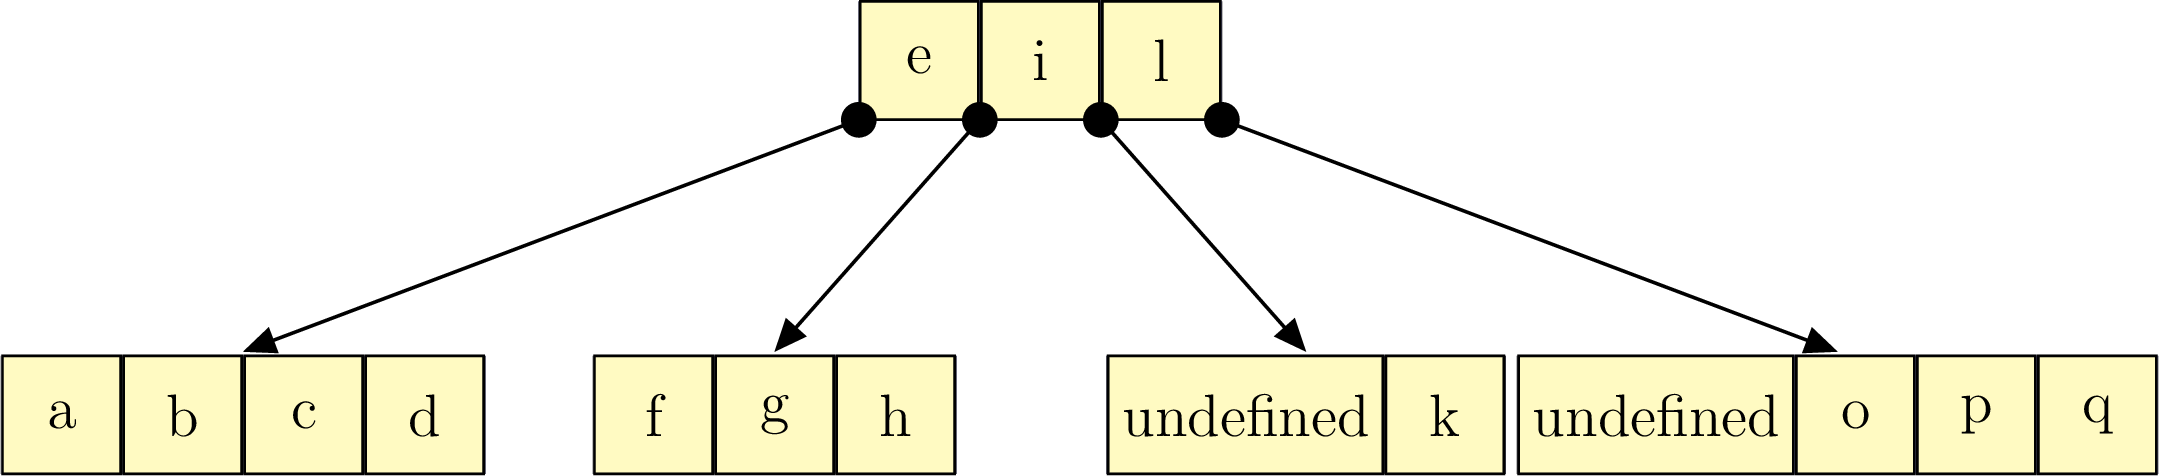 e i l
a b c d f g h undefined k undefined o p q